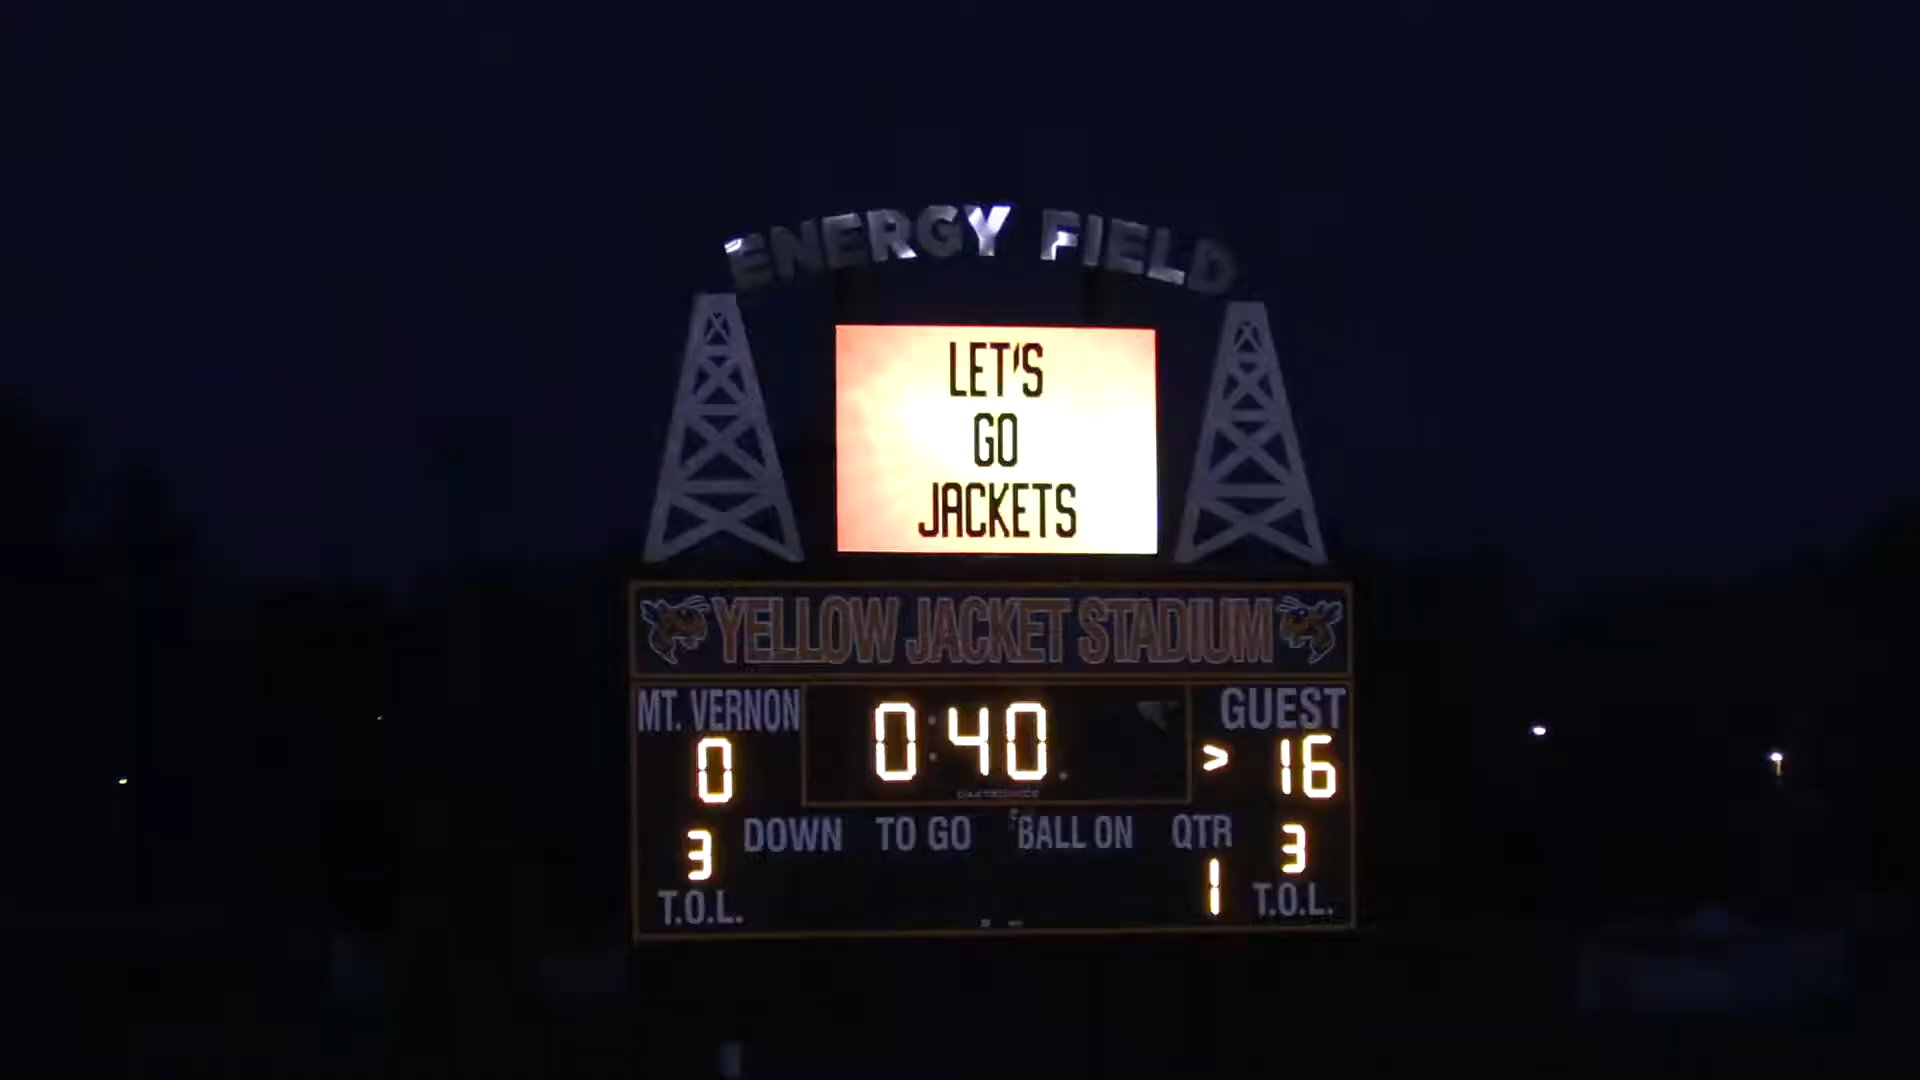 ENERGY FIELD
LET'S
GO
JACKETS
YELLOW JACKET STADIUM
MT. VERNON 0:40 GUEST
0 > 16
3 DOWN TO GO BALL ON QTR 3
T.O.L. 1 T.O.L.